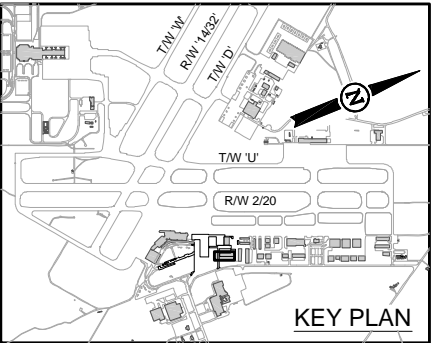 T/W 'W'
R/W '14/32'
T/W 'D'
N
T/W 'U'
R/W 2/20
KEY PLAN